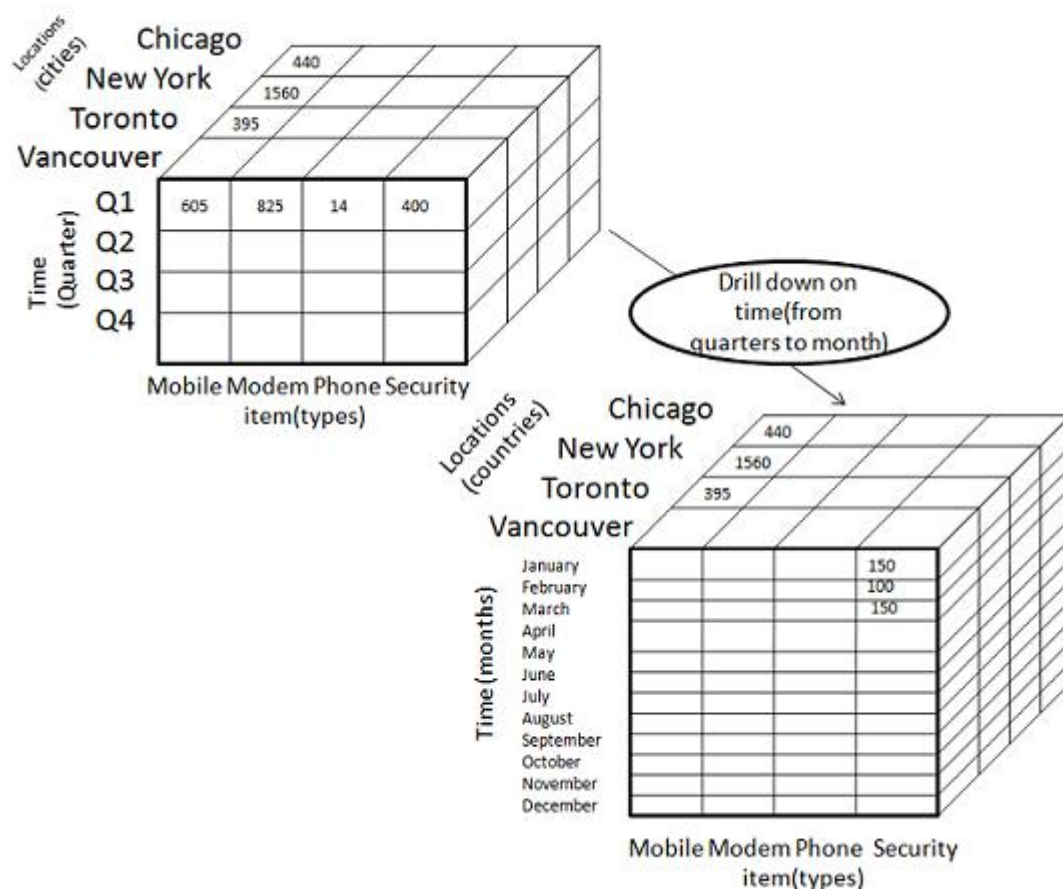 Locations
(cities)
Chicago
New York
Toronto
Vancouver
440
1560
395
Time
(Quarter)
Q1
Q2
Q3
Q4
605 825 14 400
Mobile Modem Phone Security
item(types)
Drill down on
time(from
quarters to month)
Locations
(countries)
Chicago
New York
Toronto
Vancouver
440
1560
395
Time(months)
January 150
February 100
March 150
April
May
June
July
August
September
October
November
December
Mobile Modem Phone Security
item(types)